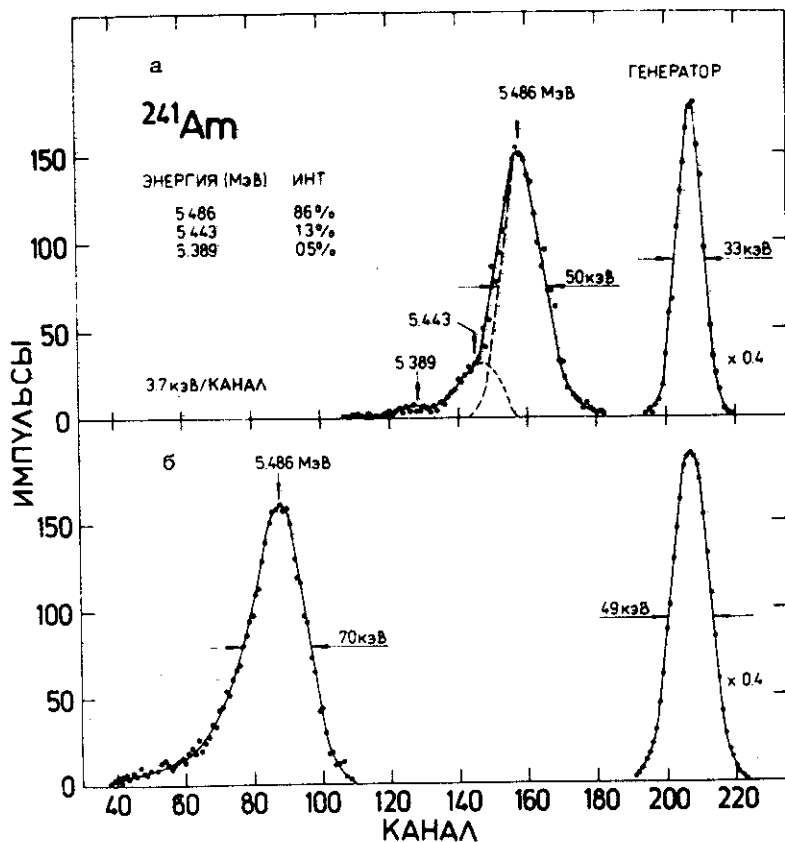 а
ГЕНЕРАТОР
5.486 МэВ
241Am
ЭНЕРГИЯ (МэВ) ИНТ
5.486 86%
5.443 13%
5.389 05%
50кэВ
33кэВ
5.443
5.389
× 0.4
3.7кэВ/КАНАЛ
150
100
50
0
ИМПУЛЬСЫ
б
5.486 МэВ
70кэВ
49кэВ
× 0.4
150
100
50
0
40 60 80 100 120 140 160 180 200 220
КАНАЛ